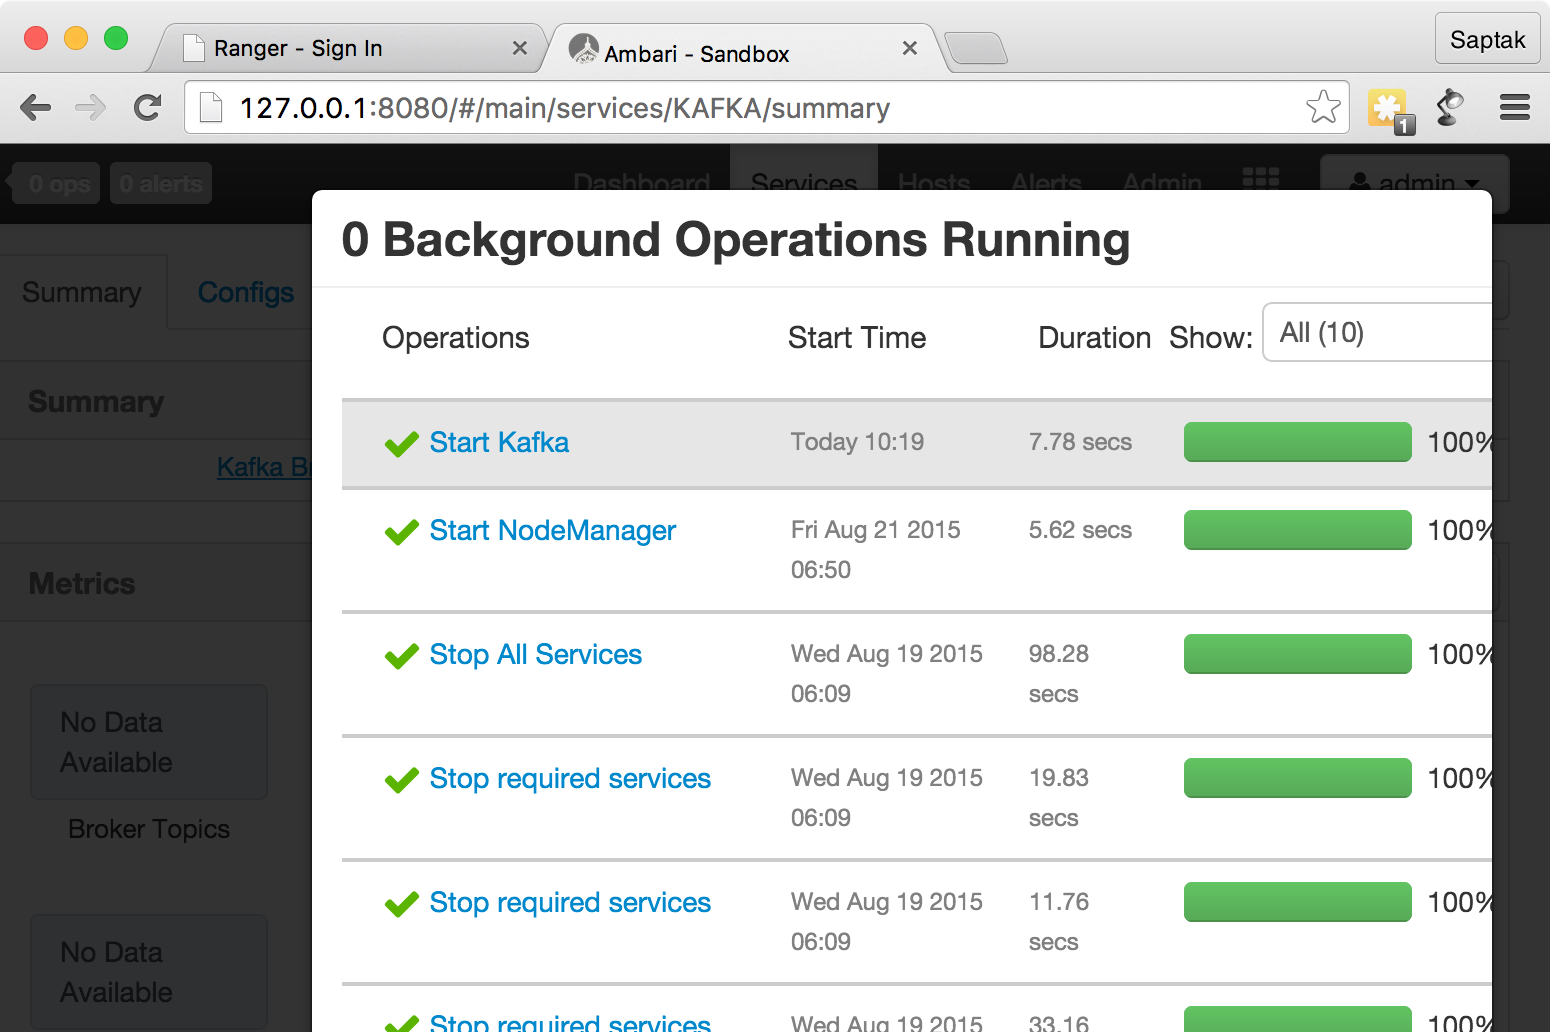 Ranger - Sign In
Ambari - Sandbox
Saptak
127.0.0.1:8080/#/main/services/KAFKA/summary
1
0 ops
0 alerts
Dashboard
Services
Hosts
Alerts
Admin
admin
0 Background Operations Running
Summary
Configs
Operations
Start Time
Duration
Show:
All (10)
Summary
Start Kafka
Today 10:19
7.78 secs
100%
Kafka Br
Start NodeManager
Fri Aug 21 2015
06:50
5.62 secs
100%
Metrics
Stop All Services
Wed Aug 19 2015
06:09
98.28
secs
100%
No Data
Available
Stop required services
Wed Aug 19 2015
06:09
19.83
secs
100%
Broker Topics
Stop required services
Wed Aug 19 2015
06:09
11.76
secs
100%
No Data
Available
Stop required services
Wed Aug 19 2015
33.16
100%